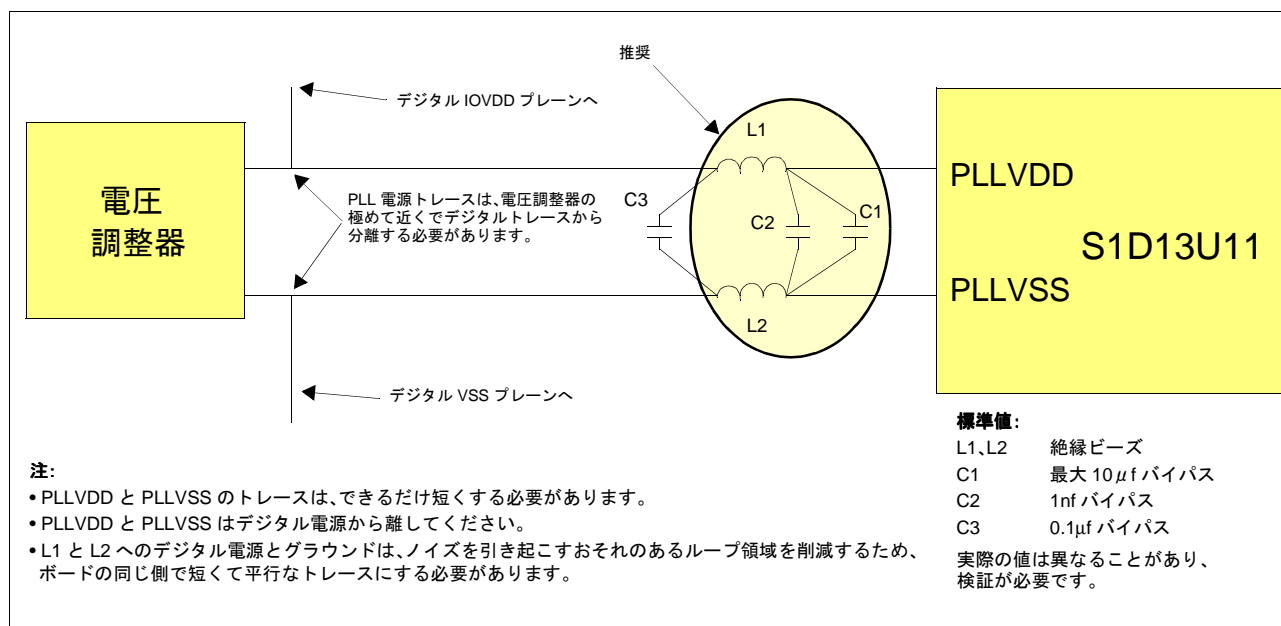 推奨
デジタル IOVDD プレーンへ
L1
電圧
調整器
PLL 電源トレースは、電圧調整器の
極めて近くでデジタルトレースから
分離する必要があります。
C3
C2
C1
PLLVDD
S1D13U11
PLLVSS
L2
デジタル VSS プレーンへ
標準値:
L1、L2 絶縁ビーズ
C1 最大 10μf バイパス
C2 1nf バイパス
C3 0.1μf バイパス
実際の値は異なることがあり、
検証が必要です。
注:
• PLLVDD と PLLVSS のトレースは、できるだけ短くする必要があります。
• PLLVDD と PLLVSS はデジタル電源から離してください。
• L1 と L2 へのデジタル電源とグラウンドは、ノイズを引き起こすおそれのあるループ領域を削減するため、
ボードの同じ側で短くて平行なトレースにする必要があります。